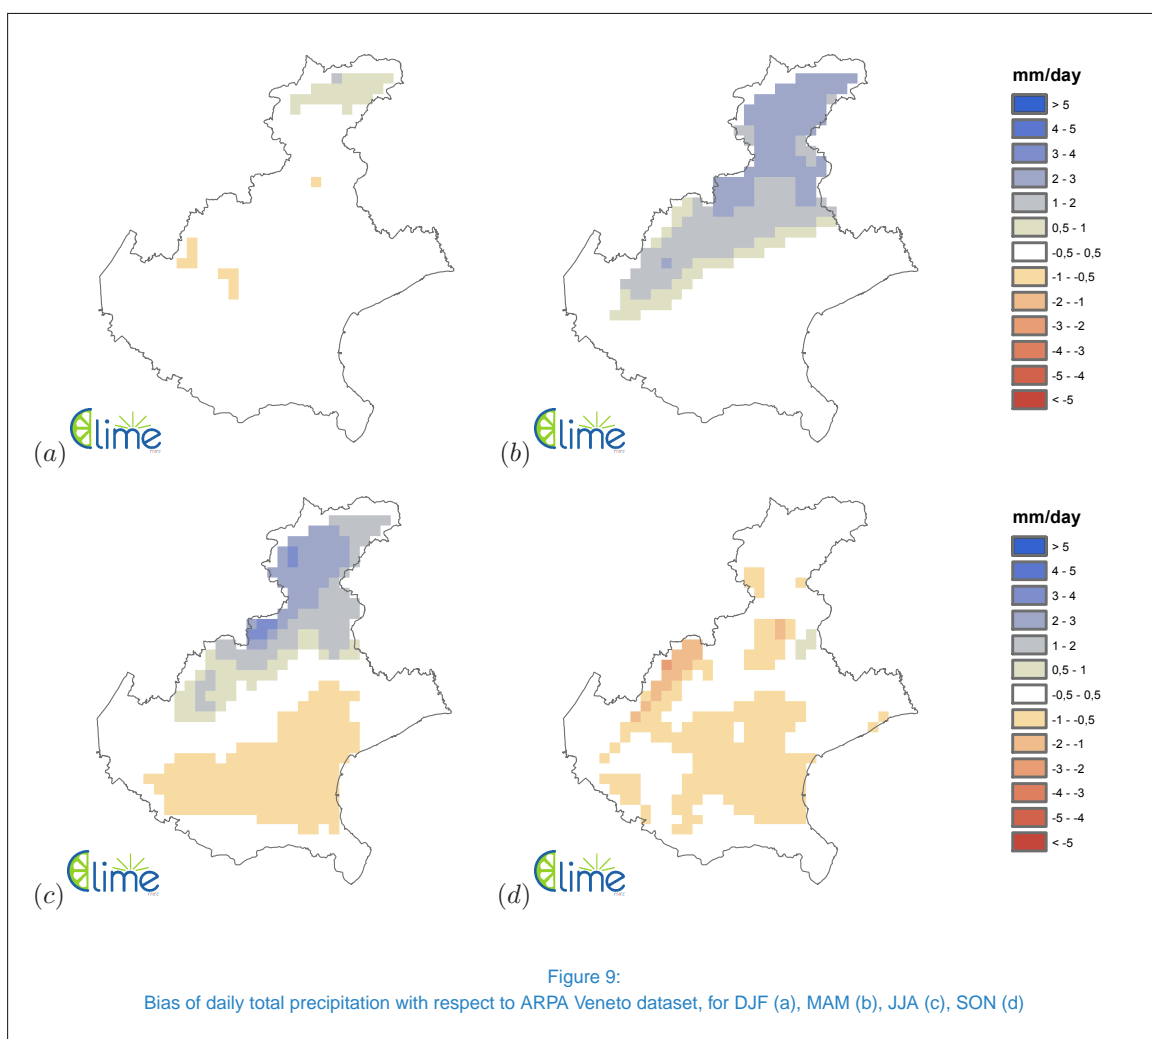 mm/day
> 5
4 - 5
3 - 4
2 - 3
1 - 2
0,5 - 1
-0,5 - 0,5
-1 - -0,5
-2 - -1
-3 - -2
-4 - -3
-5 - -4
< -5
(a)
Clime
(b)
Clime
mm/day
> 5
4 - 5
3 - 4
2 - 3
1 - 2
0,5 - 1
-0,5 - 0,5
-1 - -0,5
-2 - -1
-3 - -2
-4 - -3
-5 - -4
< -5
(c)
Clime
(d)
Clime
Figure 9:
Bias of daily total precipitation with respect to ARPA Veneto dataset, for DJF (a), MAM (b), JJA (c), SON (d)